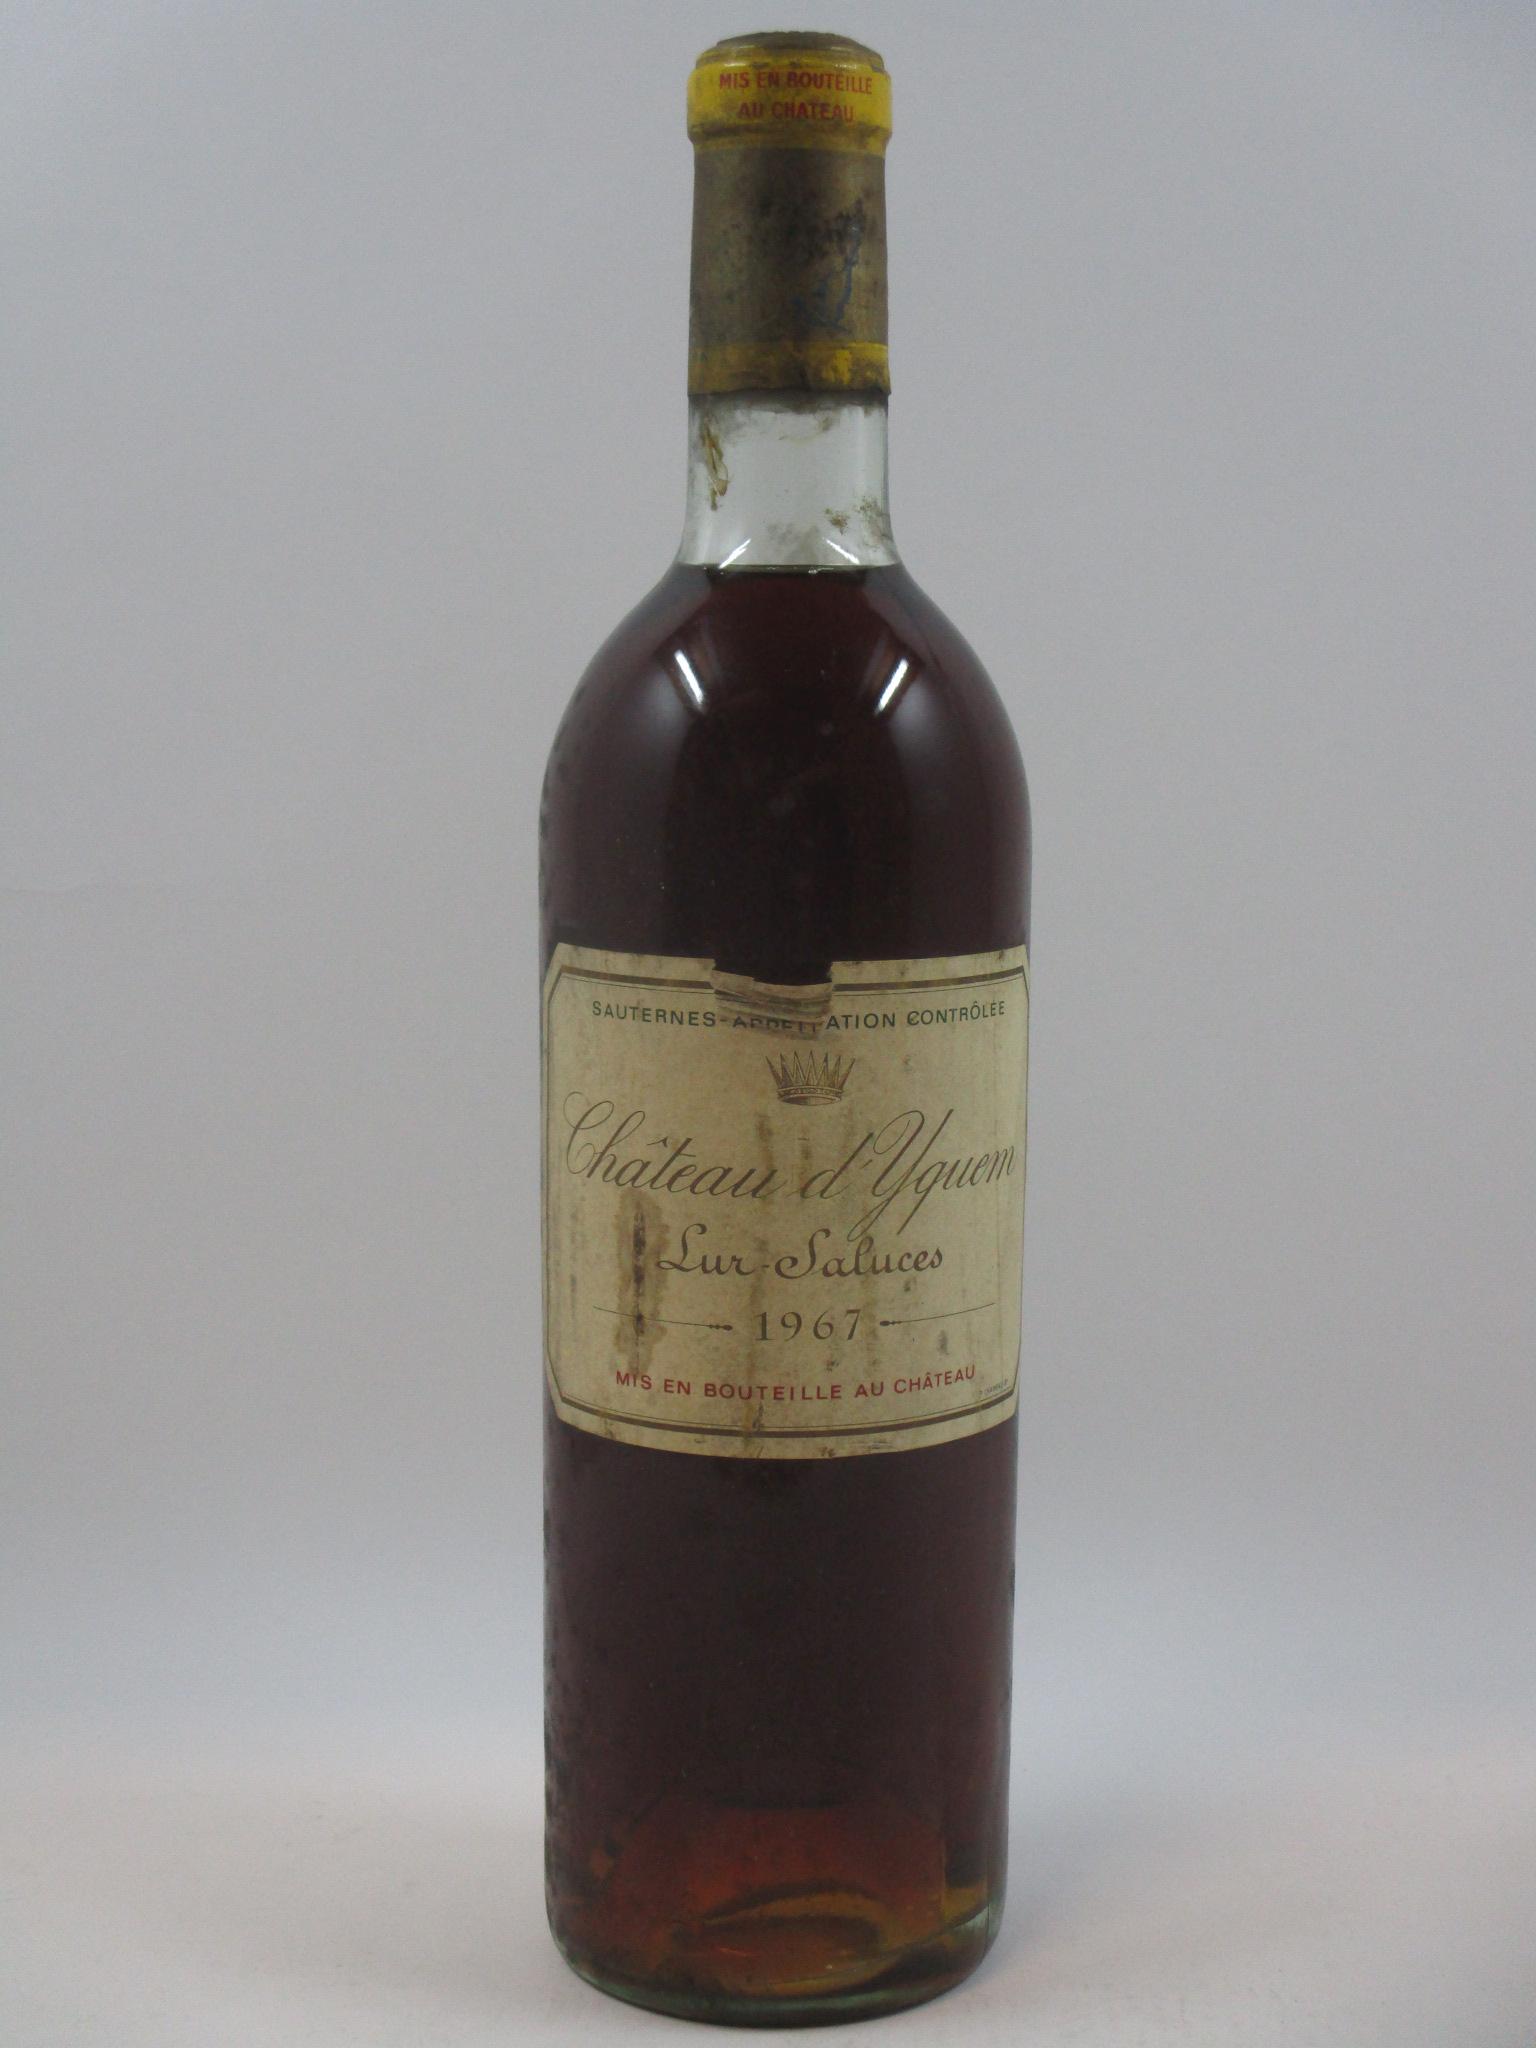 MIS EN BOUTEILLE
AU CHATEAU
SAUTERNES-APPELLATION CONTRÔLÉE
Château d'Yquem
Lur-Saluces
1967
MIS EN BOUTEILLE AU CHÂTEAU